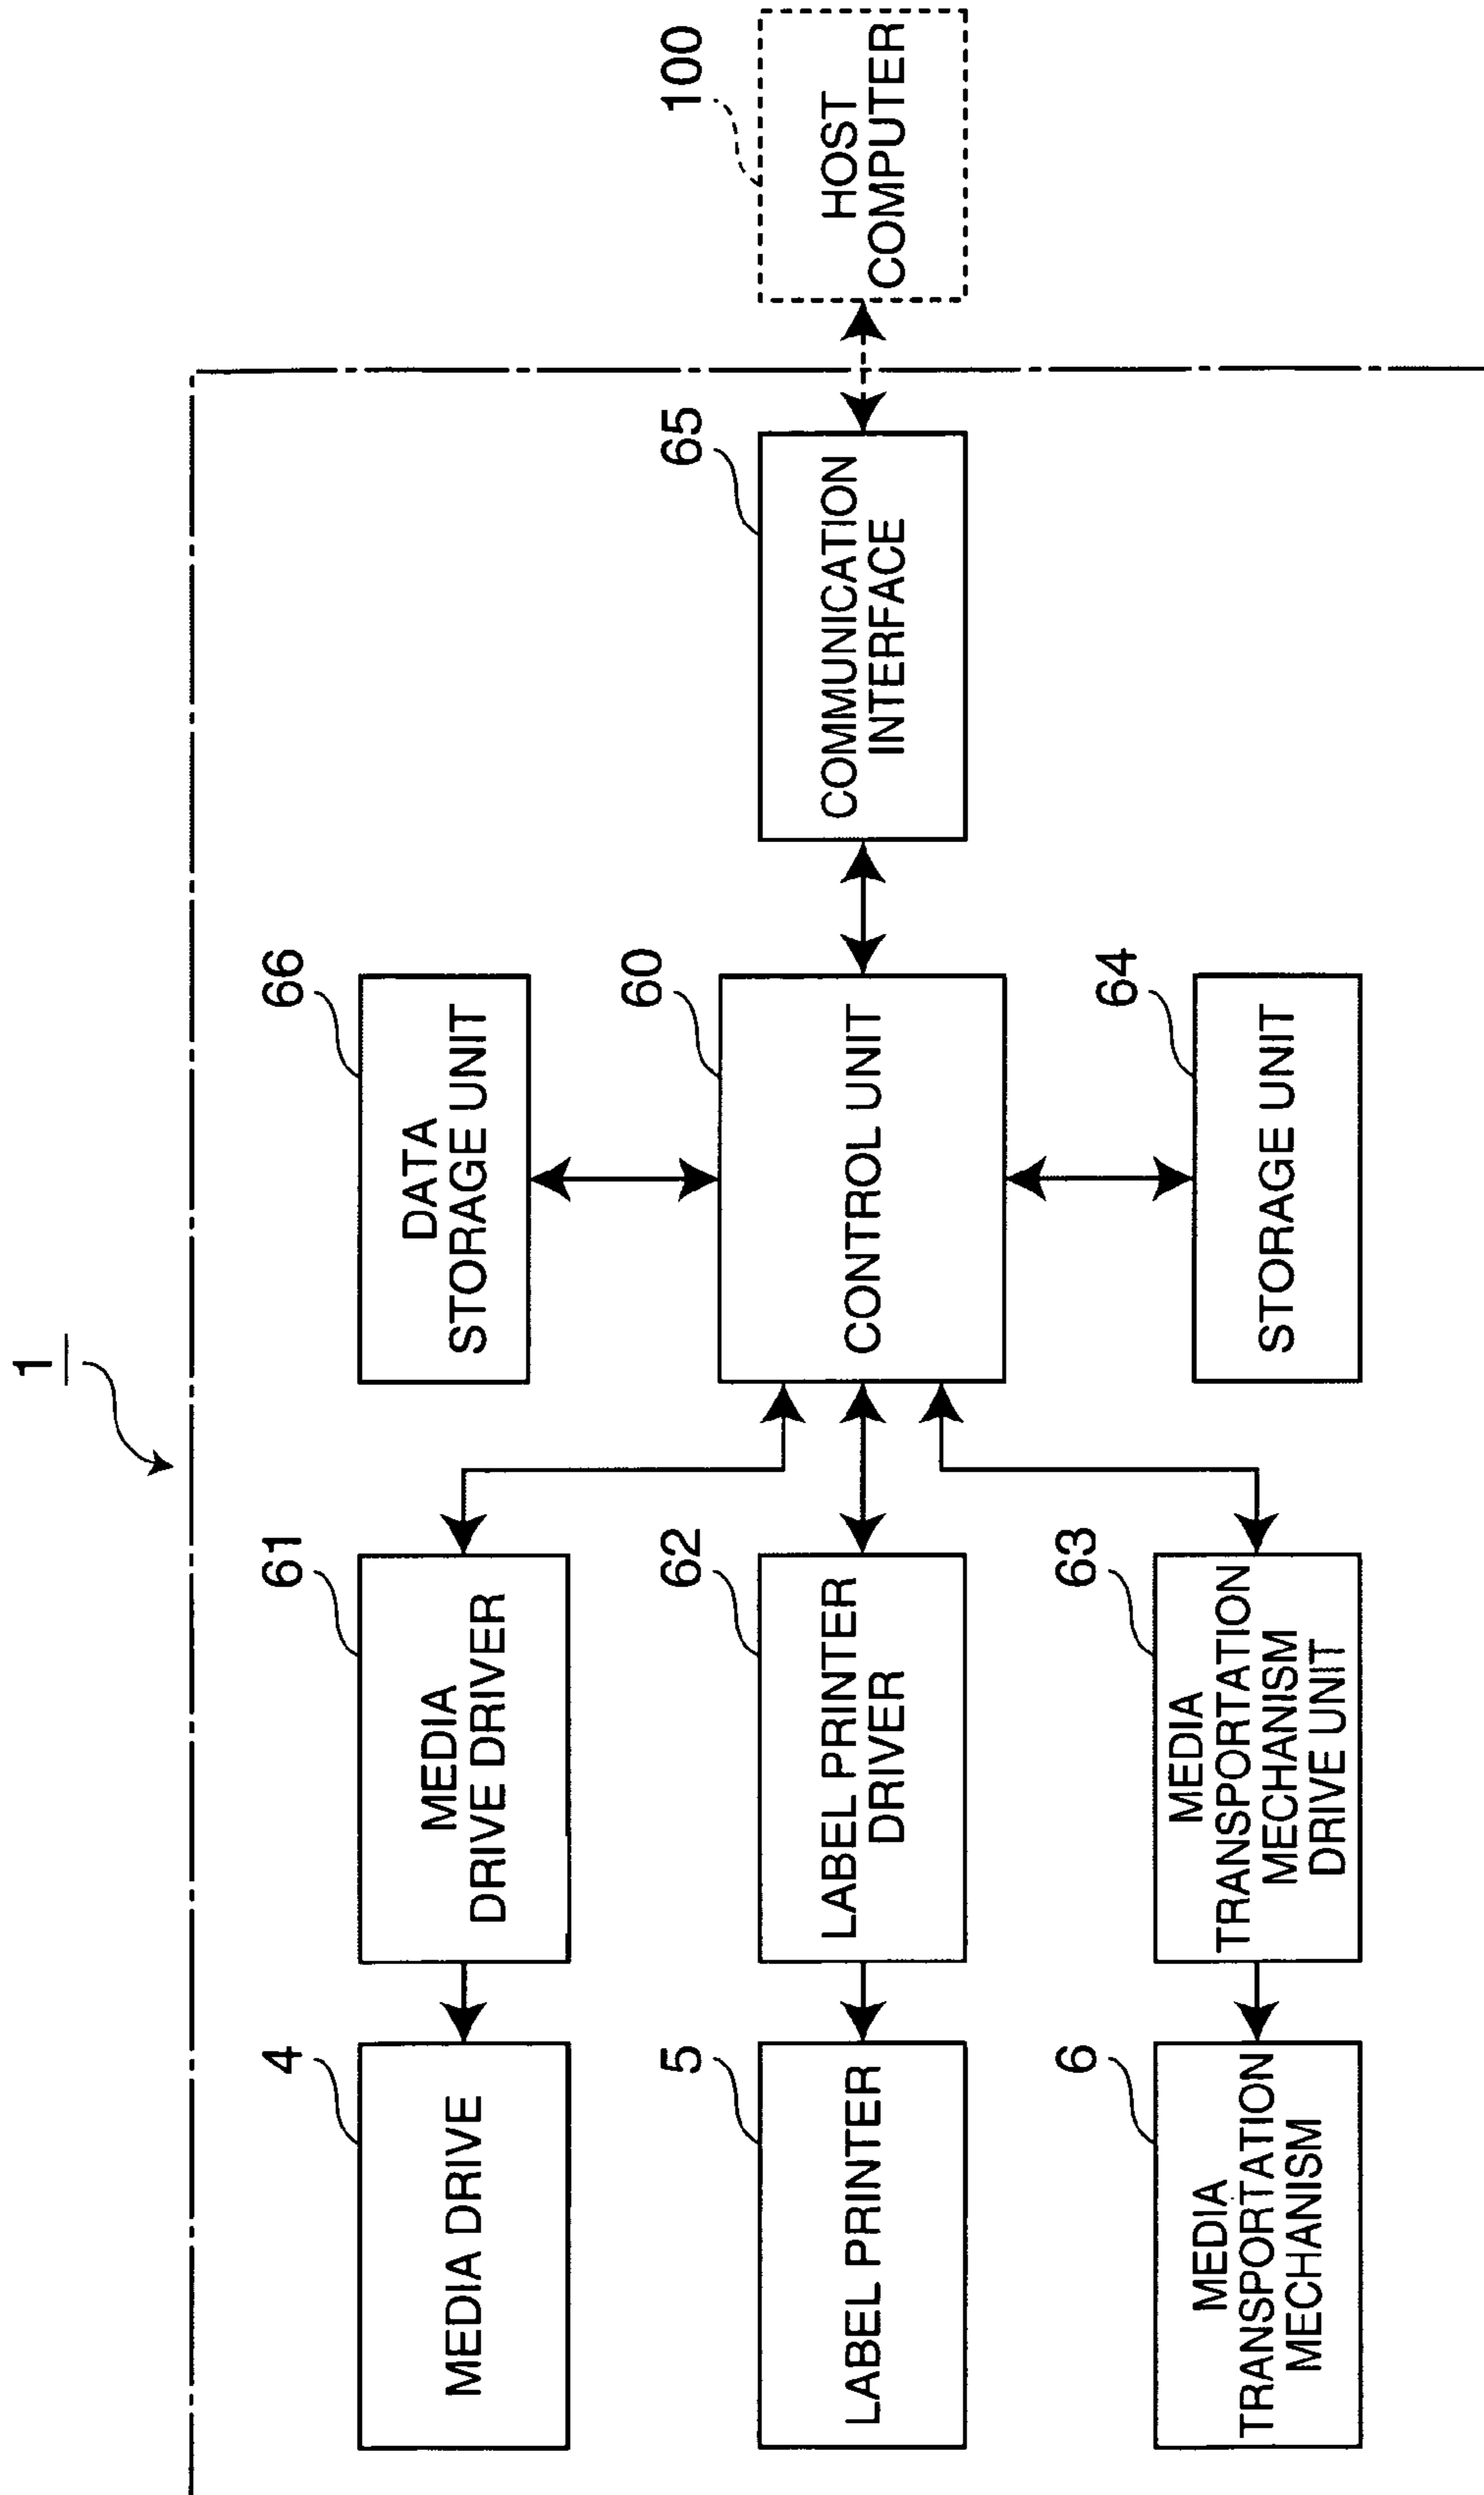 1
4
MEDIA DRIVE
61
MEDIA
DRIVE DRIVER
66
DATA
STORAGE UNIT
5
LABEL PRINTER
62
LABEL PRINTER
DRIVER
60
CONTROL UNIT
65
COMMUNICATION
INTERFACE
100
HOST
COMPUTER
6
MEDIA
TRANSPORTATION
MECHANISM
63
MEDIA
TRANSPORTATION
MECHANISM
DRIVE UNIT
64
STORAGE UNIT